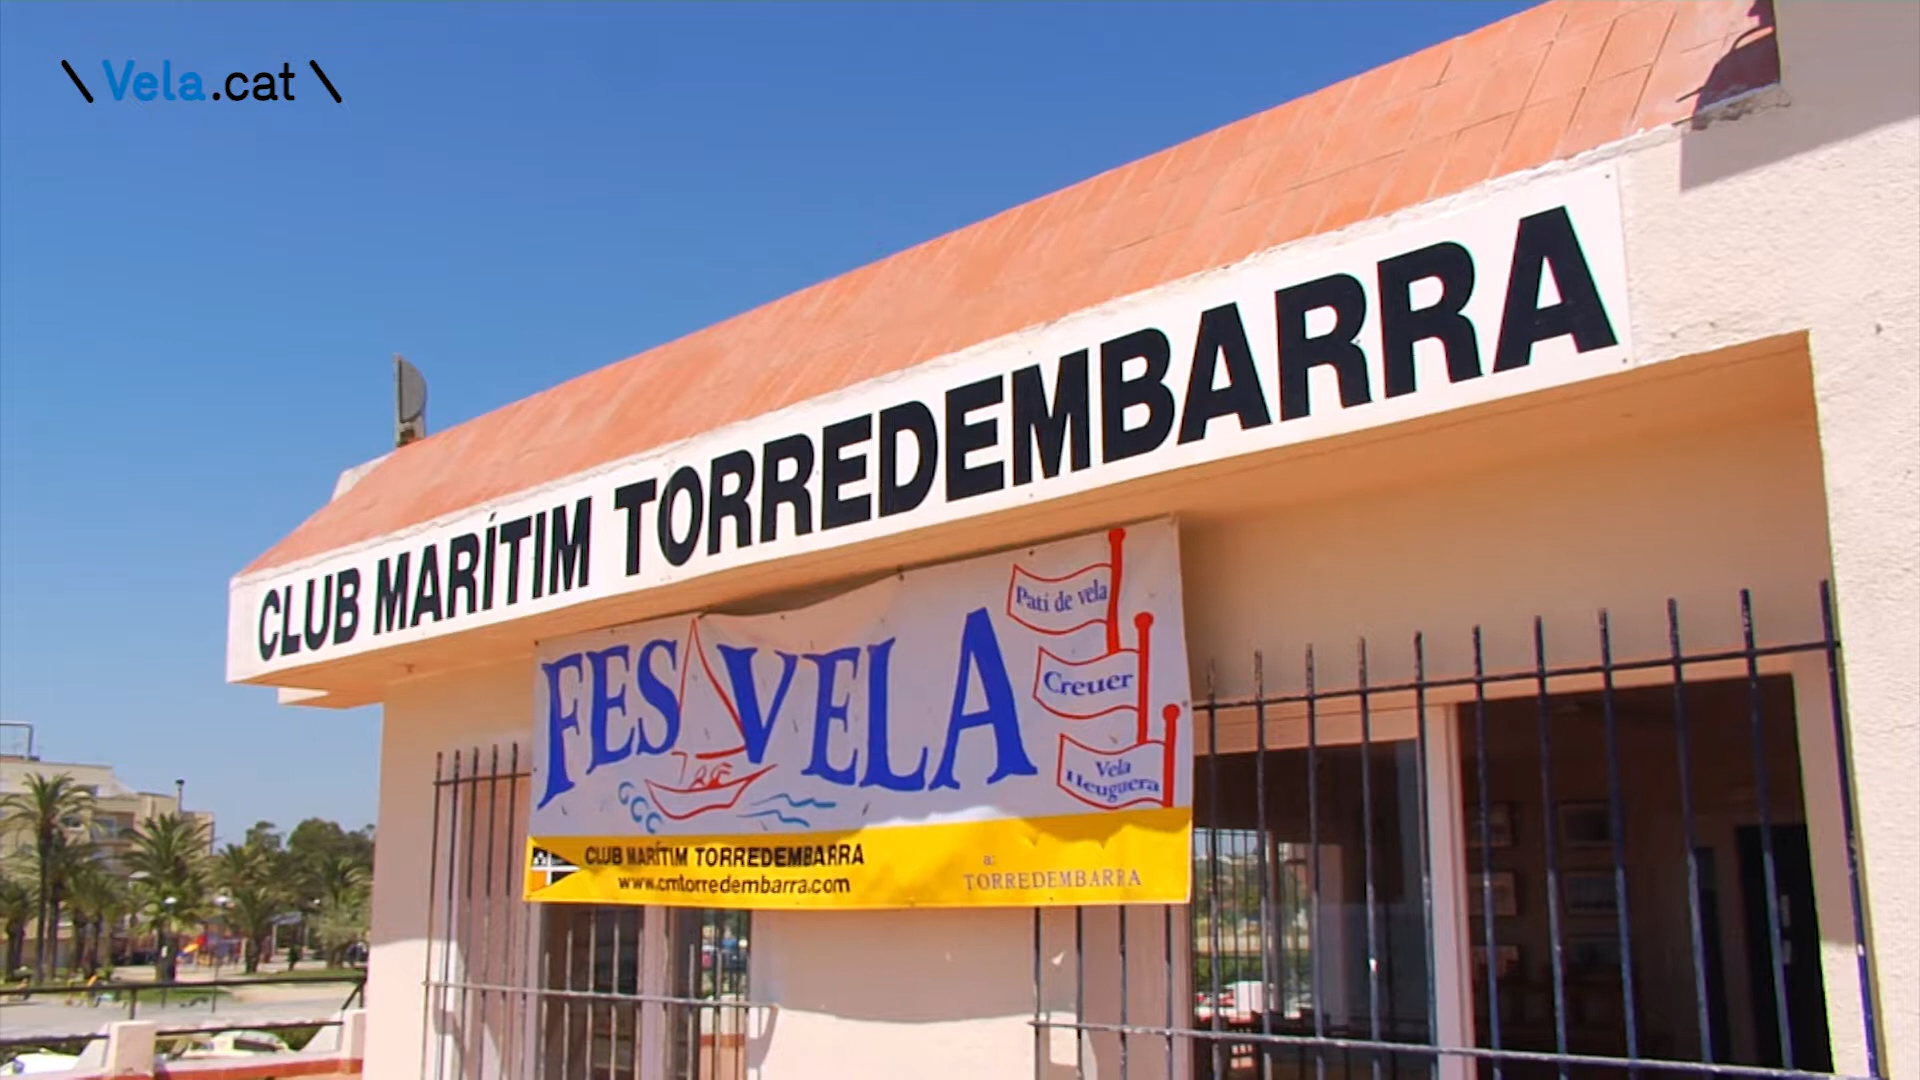 \ Vela.cat \
CLUB MARÍTIM TORREDEMBARRA
FES VELA
Patí de vela
Creuer
Vela
lleuguera
CLUB MARÍTIM TORREDEMBARRA
www.cmtorredembarra.com
a:
TORREDEMBARRA